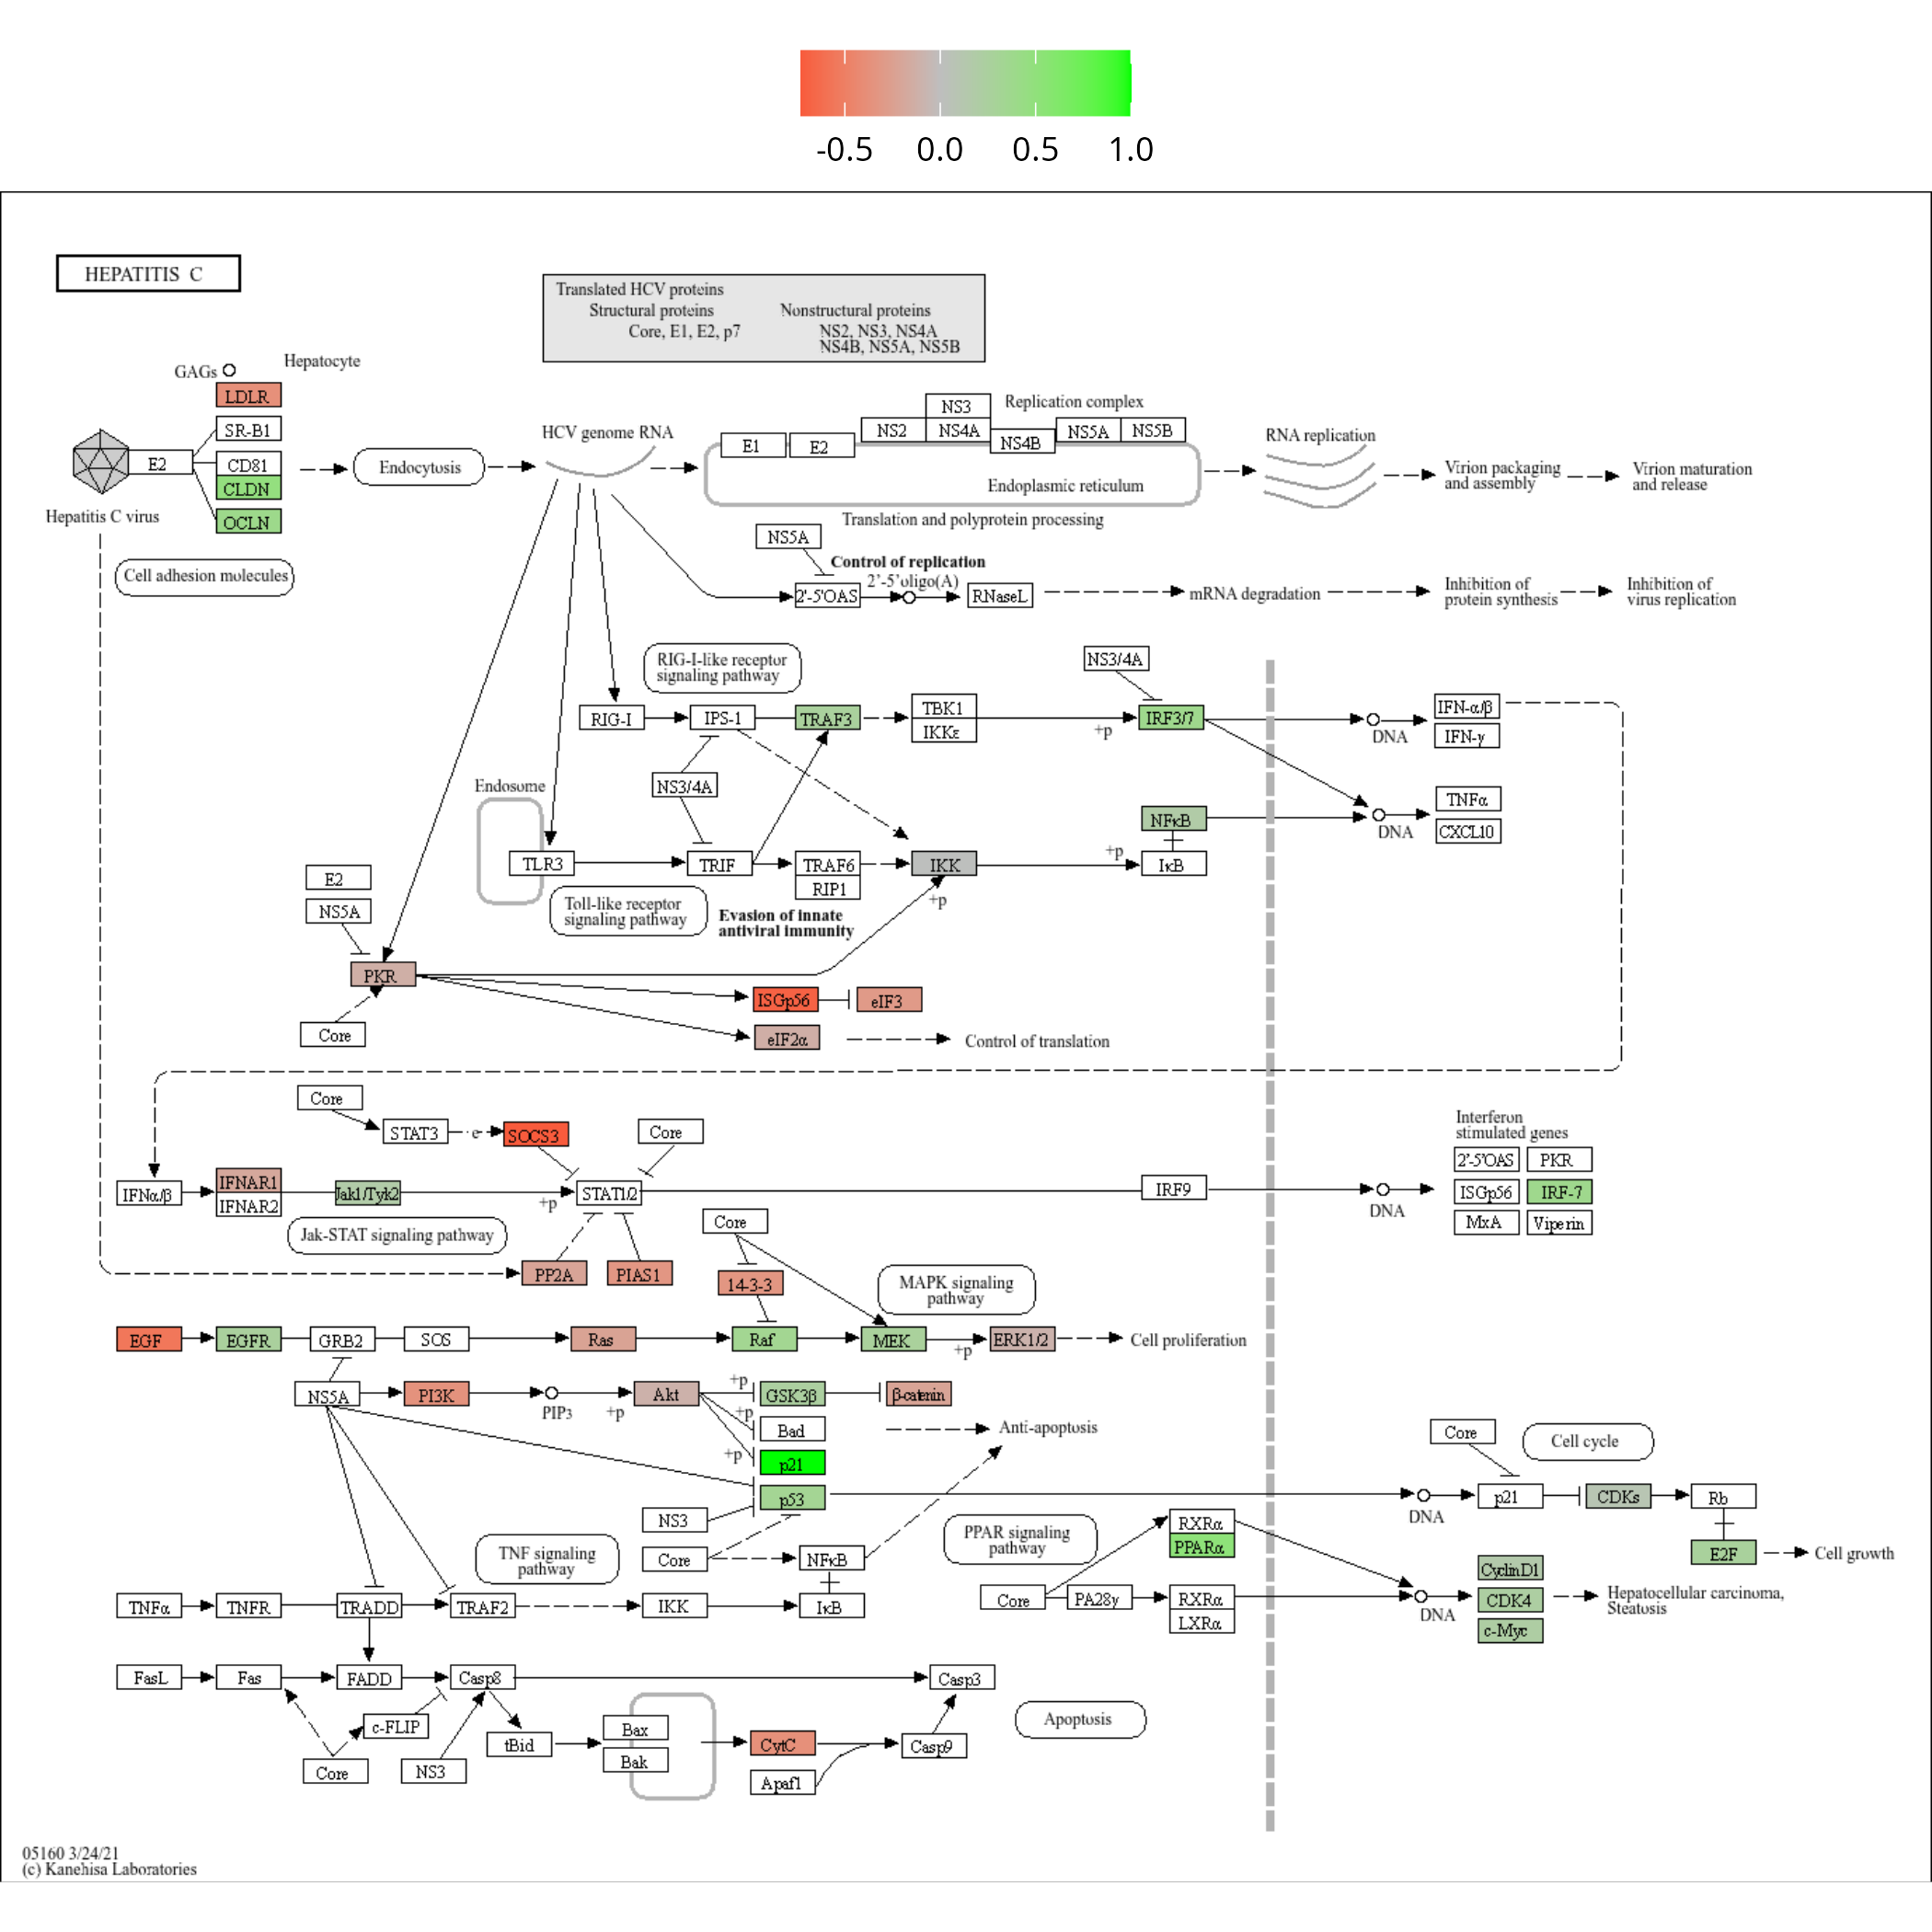 -0.5 0.0 0.5 1.0
HEPATITIS C
Translated HCV proteins
Structural proteins Nonstructural proteins
Core, E1, E2, p7 NS2, NS3, NS4A
NS4B, NS5A, NS5B
GAGs Hepatocyte
LDLR
SR-B1
E2
CD81
CLDN
OCLN
Hepatitis C virus
Cell adhesion molecules
Endocytosis
HCV genome RNA
E1
E2
NS2
NS3
NS4A
NS4B
NS5A
NS5B
Replication complex
Endoplasmic reticulum
Translation and polyprotein processing
RNA replication
Virion packaging
and assembly
Virion maturation
and release
NS5A
Control of replication
2'-5'oligo(A)
2'-5'OAS
RNaseL
mRNA degradation
Inhibition of
protein synthesis
Inhibition of
virus replication
RIG-I-like receptor
signaling pathway
NS3/4A
RIG-I
IPS-1
TRAF3
TBK1
IKKε
+p
IRF3/7
DNA
IFN-α/β
IFN-γ
NS3/4A
Endosome
NFκB
TNFα
CXCL10
DNA
TLR3
TRIF
TRAF6
RIP1
IKK
+p
+p
IκB
Toll-like receptor
signaling pathway
Evasion of innate
antiviral immunity
E2
NS5A
PKR
Core
ISGp56
eIF3
eIF2α
Control of translation
Core
STAT3
e
SOCS3
Core
IFNα/β
IFNAR1
IFNAR2
Jak1/Tyk2
+p
STAT1/2
IRF9
DNA
Interferon
stimulated genes
2'-5'OAS PKR
ISGp56 IRF-7
MxA Viperin
Jak-STAT signaling pathway
PP2A
PIAS1
Core
14-3-3
MAPK signaling
pathway
EGF
EGFR
GRB2
SOS
Ras
Raf
MEK
+p
ERK1/2
Cell proliferation
NS5A
PI3K
PIP3
+p
Akt
+p
+p
+p
GSK3β
β-catenin
Bad
Anti-apoptosis
p21
p53
NS3
Core
NFκB
Core
Cell cycle
DNA
p21
CDKs
Rb
E2F
Cell growth
TNF signaling
pathway
PPAR signaling
pathway
RXRα
PPARα
TNFα
TNFR
TRADD
TRAF2
IKK
IκB
Core
PA28γ
RXRα
LXRα
DNA
CyclinD1
CDK4
c-Myc
Hepatocellular carcinoma,
Steatosis
FasL
Fas
FADD
Casp8
Casp3
c-FLIP
Core
NS3
tBid
Bax
Bak
CytC
Apaf1
Casp9
Apoptosis
05160 3/24/21
(c) Kanehisa Laboratories